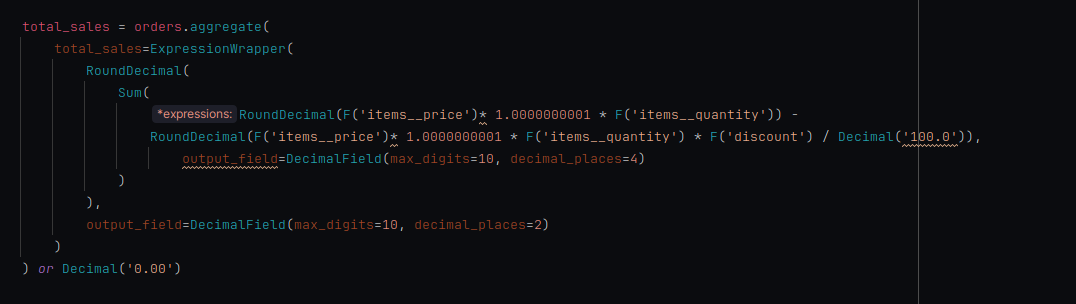 total_sales = orders.aggregate(
total_sales=ExpressionWrapper(
RoundDecimal(
Sum(
*expressions: RoundDecimal(F('items__price')* 1.0000000001 * F('items__quantity')) -
RoundDecimal(F('items__price')* 1.0000000001 * F('items__quantity') * F('discount') / Decimal('100.0')),
output_field=DecimalField(max_digits=10, decimal_places=4)
)
),
output_field=DecimalField(max_digits=10, decimal_places=2)
)
) or Decimal('0.00')